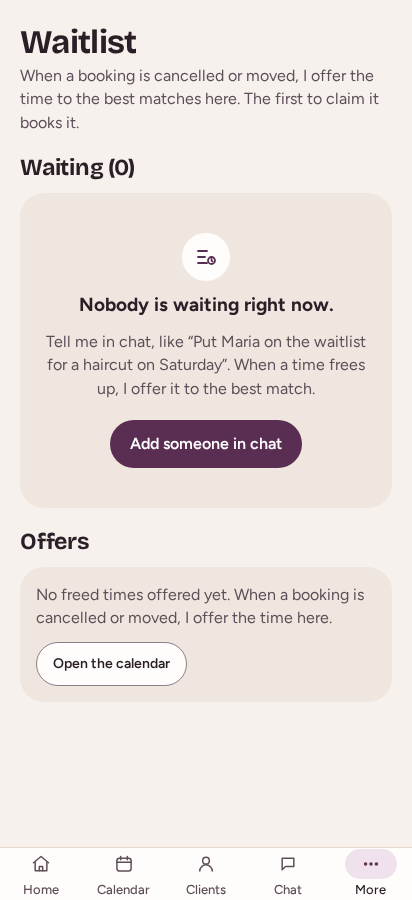 Waitlist
When a booking is cancelled or moved, I offer the
time to the best matches here. The first to claim it
books it.
Waiting (0)
Nobody is waiting right now.
Tell me in chat, like “Put Maria on the waitlist
for a haircut on Saturday”. When a time frees
up, I offer it to the best match.
Add someone in chat
Offers
No freed times offered yet. When a booking is
cancelled or moved, I offer the time here.
Open the calendar
Home
Calendar
Clients
Chat
More